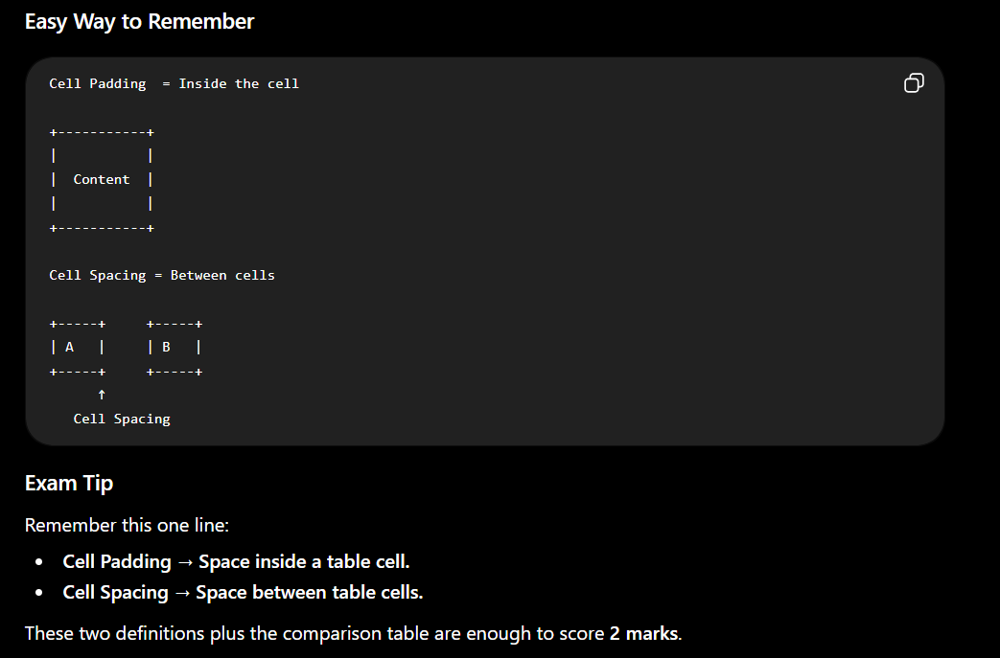 Easy Way to Remember
Cell Padding  = Inside the cell
+-----------+
|           |
|  Content  |
|           |
+-----------+
Cell Spacing = Between cells
+-----+     +-----+
| A   |     | B   |
+-----+     +-----+
      ↑
   Cell Spacing
Exam Tip
Remember this one line:
• Cell Padding → Space inside a table cell.
• Cell Spacing → Space between table cells.
These two definitions plus the comparison table are enough to score 2 marks.